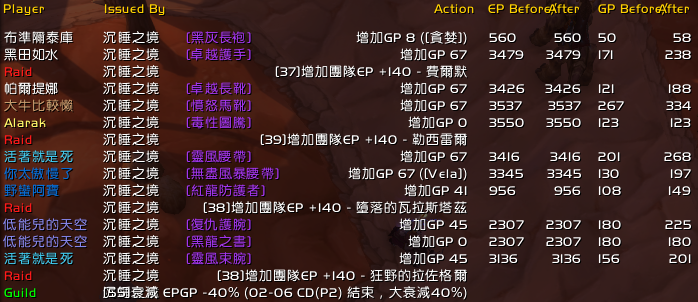 Player Issued By Action EP Before After GP Before After
布準爾泰庫 沉睡之境 [黑灰長袍] 增加GP 8 ([貪婪]) 560 560 50 58
黑田如水 沉睡之境 [卓越護手] 增加GP 67 3479 3479 171 238
Raid 沉睡之境 [37]增加團隊EP +140 - 費爾默
帕爾提娜 沉睡之境 [卓越長靴] 增加GP 67 3426 3426 121 188
大牛比較懶 沉睡之境 [憤怒馬靴] 增加GP 67 3537 3537 267 334
Alarak 沉睡之境 [毒性圖騰] 增加GP 0 3550 3550 123 123
Raid 沉睡之境 [39]增加團隊EP +140 - 勒西雷爾
活著就是死 沉睡之境 [靈風腰帶] 增加GP 67 3416 3416 201 268
你太傲慢了 沉睡之境 [無盡風暴腰帶] 增加GP 67 ([Vela]) 3345 3345 130 197
野蠻阿寶 沉睡之境 [紅龍防護者] 增加GP 41 956 956 108 149
Raid 沉睡之境 [38]增加團隊EP +140 - 墮落的瓦拉斯塔茲
低能兒的天空 沉睡之境 [復仇護腕] 增加GP 45 2307 2307 180 225
低能兒的天空 沉睡之境 [黑龍之書] 增加GP 0 2307 2307 180 180
活著就是死 沉睡之境 [靈風束腕] 增加GP 45 3136 3136 156 201
Raid 沉睡之境 [38]增加團隊EP +140 - 狂野的拉佐格爾
Guild 衰減 EPGP -40% (02-06 CD(P2) 結束，大衰減40%)